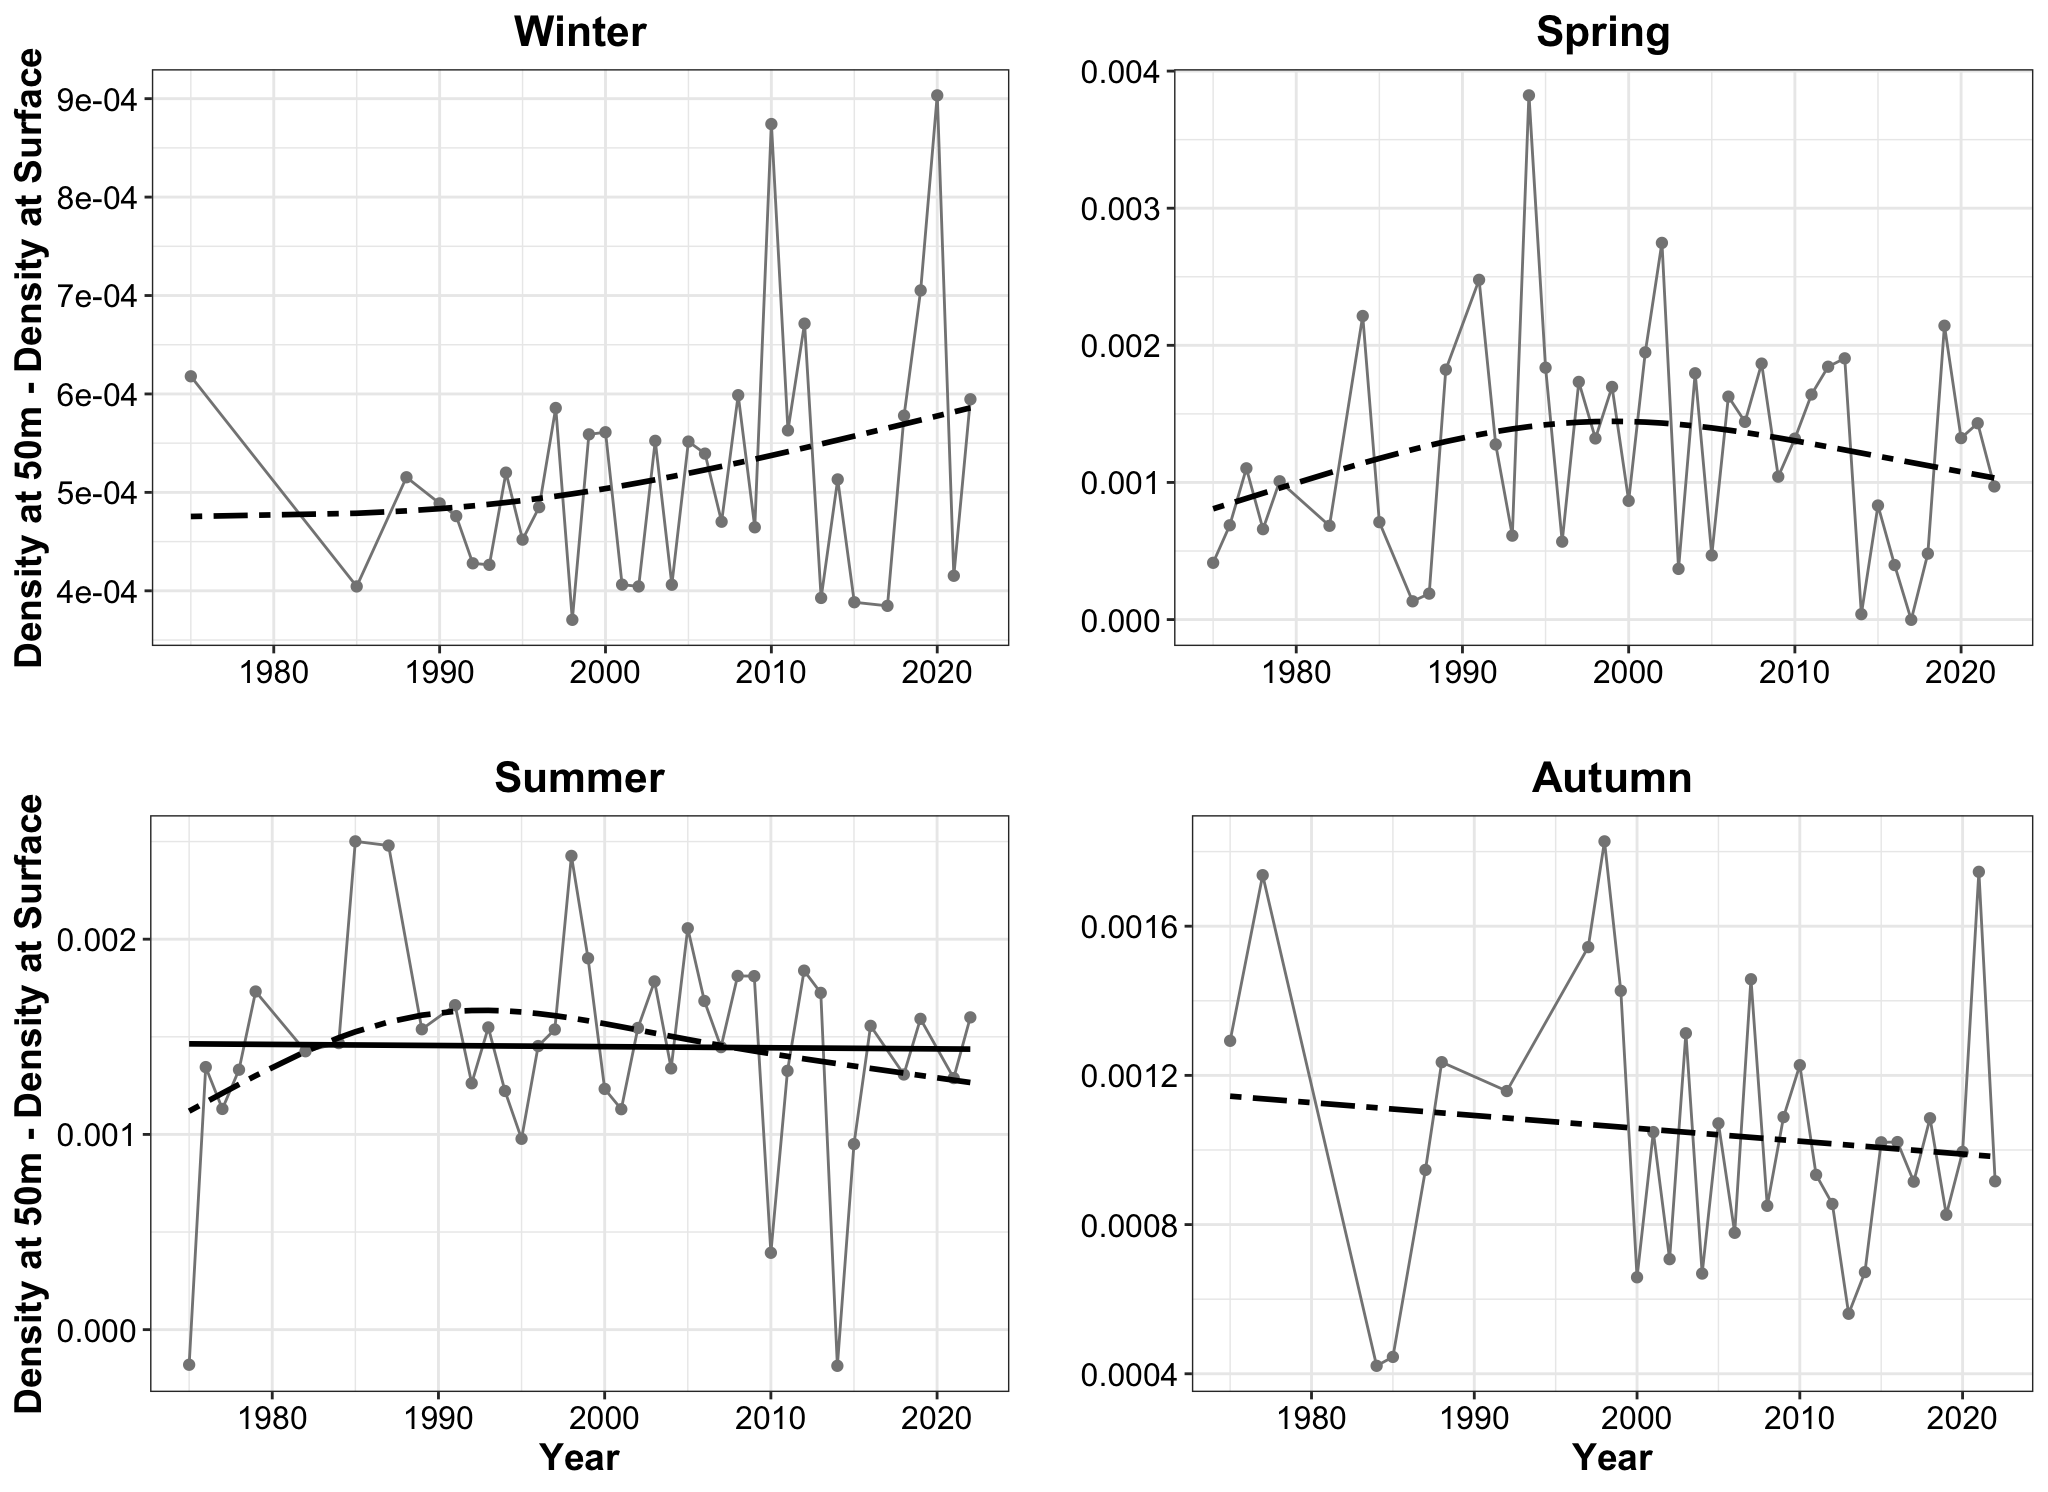 Winter
Density at 50m - Density at Surface
9e-04
8e-04
7e-04
6e-04
5e-04
4e-04
1980 1990 2000 2010 2020
Spring
0.004
0.003
0.002
0.001
0.000
1980 1990 2000 2010 2020
Summer
Density at 50m - Density at Surface
0.002
0.001
0.000
1980 1990 2000 2010 2020
Year
Autumn
0.0016
0.0012
0.0008
0.0004
1980 1990 2000 2010 2020
Year